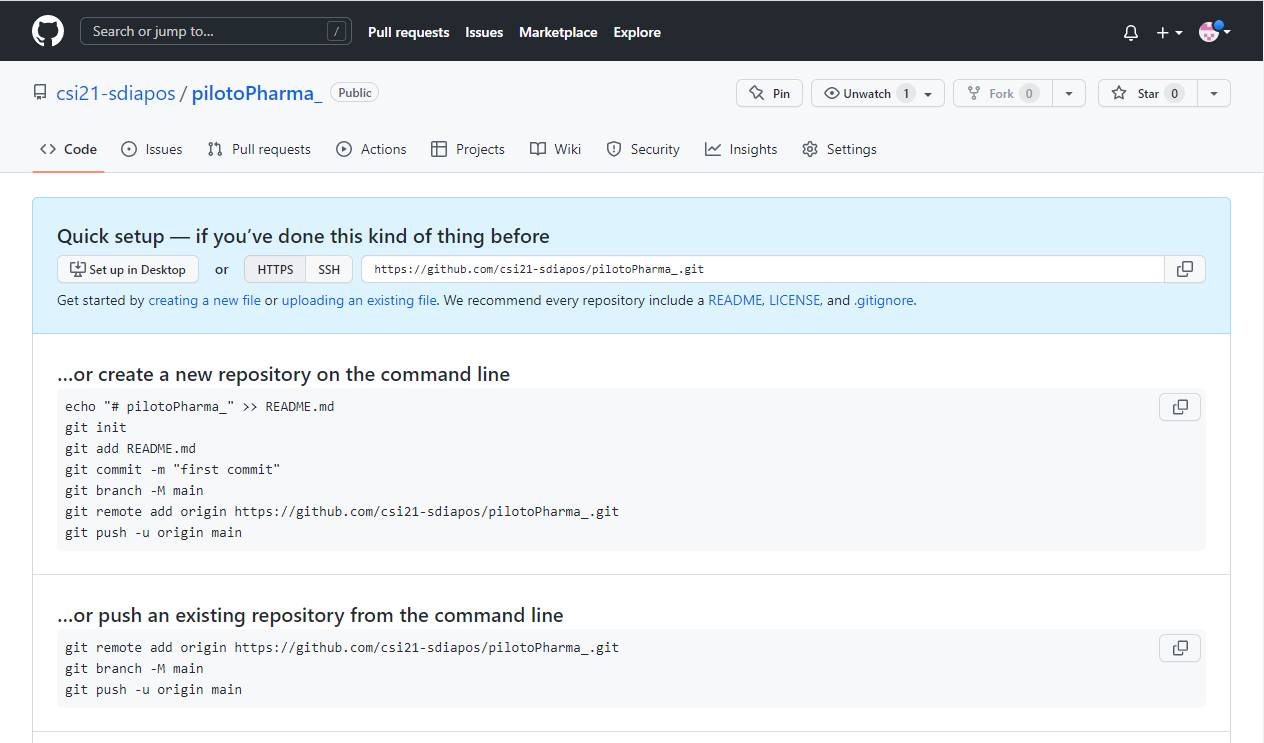 Search or jump to... / Pull requests Issues Marketplace Explore
csi21-sdiapos / pilotoPharma_ Public Pin Unwatch 1 Fork 0 Star 0
Code Issues Pull requests Actions Projects Wiki Security Insights Settings
Quick setup — if you’ve done this kind of thing before
Set up in Desktop or HTTPS SSH https://github.com/csi21-sdiapos/pilotoPharma_.git
Get started by creating a new file or uploading an existing file. We recommend every repository include a README, LICENSE, and .gitignore.
…or create a new repository on the command line
echo "# pilotoPharma_" >> README.md
git init
git add README.md
git commit -m "first commit"
git branch -M main
git remote add origin https://github.com/csi21-sdiapos/pilotoPharma_.git
git push -u origin main
…or push an existing repository from the command line
git remote add origin https://github.com/csi21-sdiapos/pilotoPharma_.git
git branch -M main
git push -u origin main